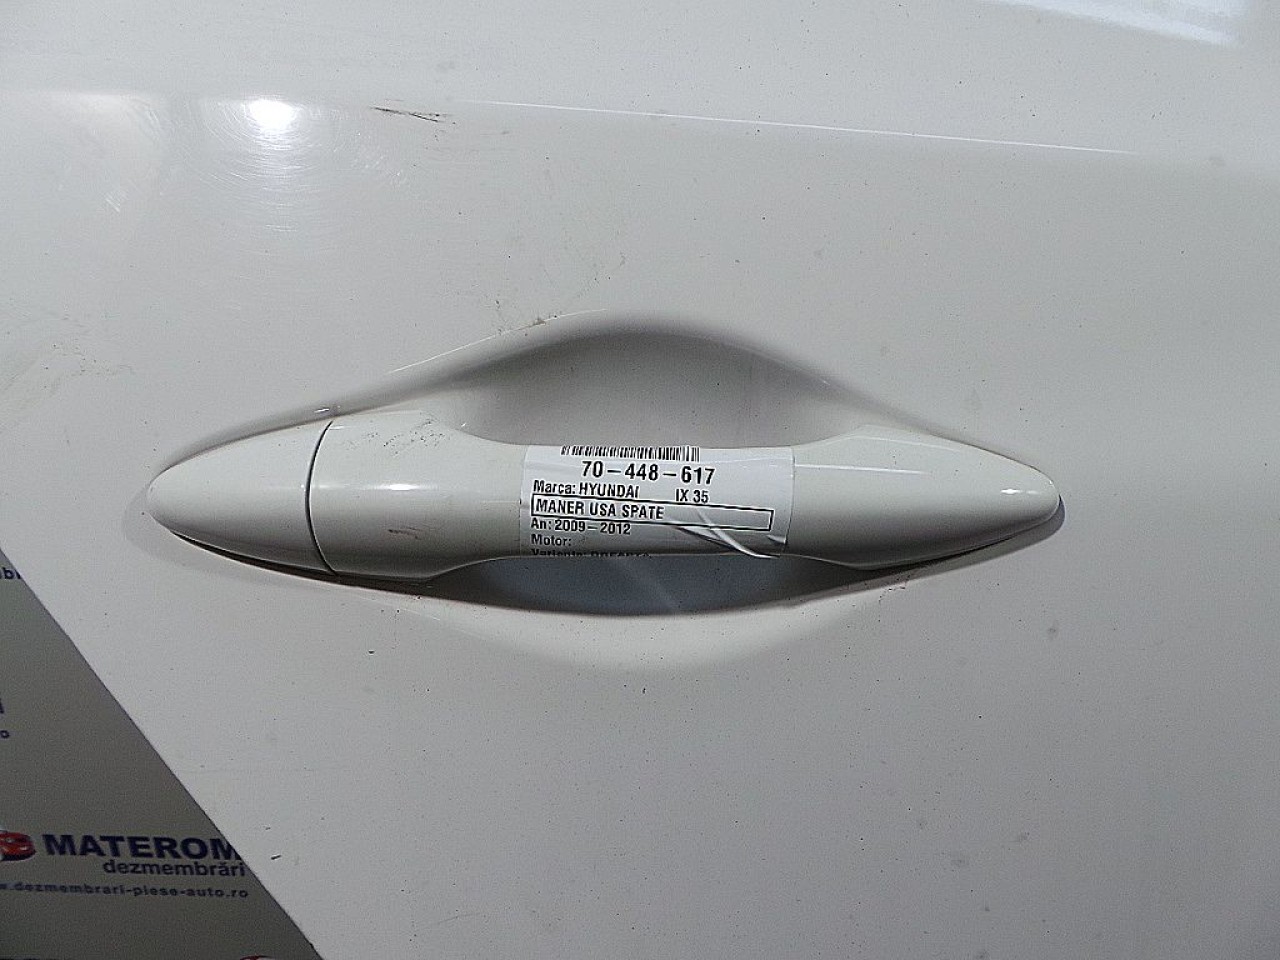 70-448-617
Marca: HYUNDAI IX 35
MANER USA SPATE
An: 2009-2012
Motor:
MATEROM
dezmembrări
.dezmembrari-piese-auto.ro